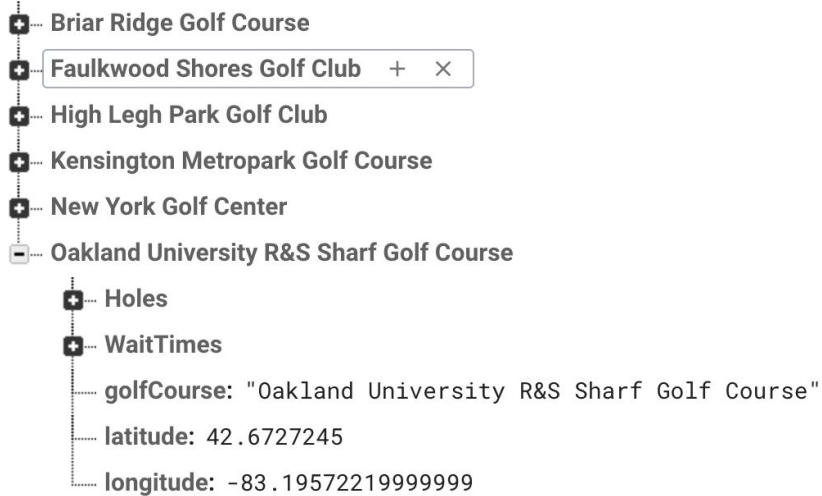 Briar Ridge Golf Course
Faulkwood Shores Golf Club + ×
High Legh Park Golf Club
Kensington Metropark Golf Course
New York Golf Center
Oakland University R&S Sharf Golf Course
Holes
WaitTimes
golfCourse: "Oakland University R&S Sharf Golf Course"
latitude: 42.6727245
longitude: -83.19572219999999